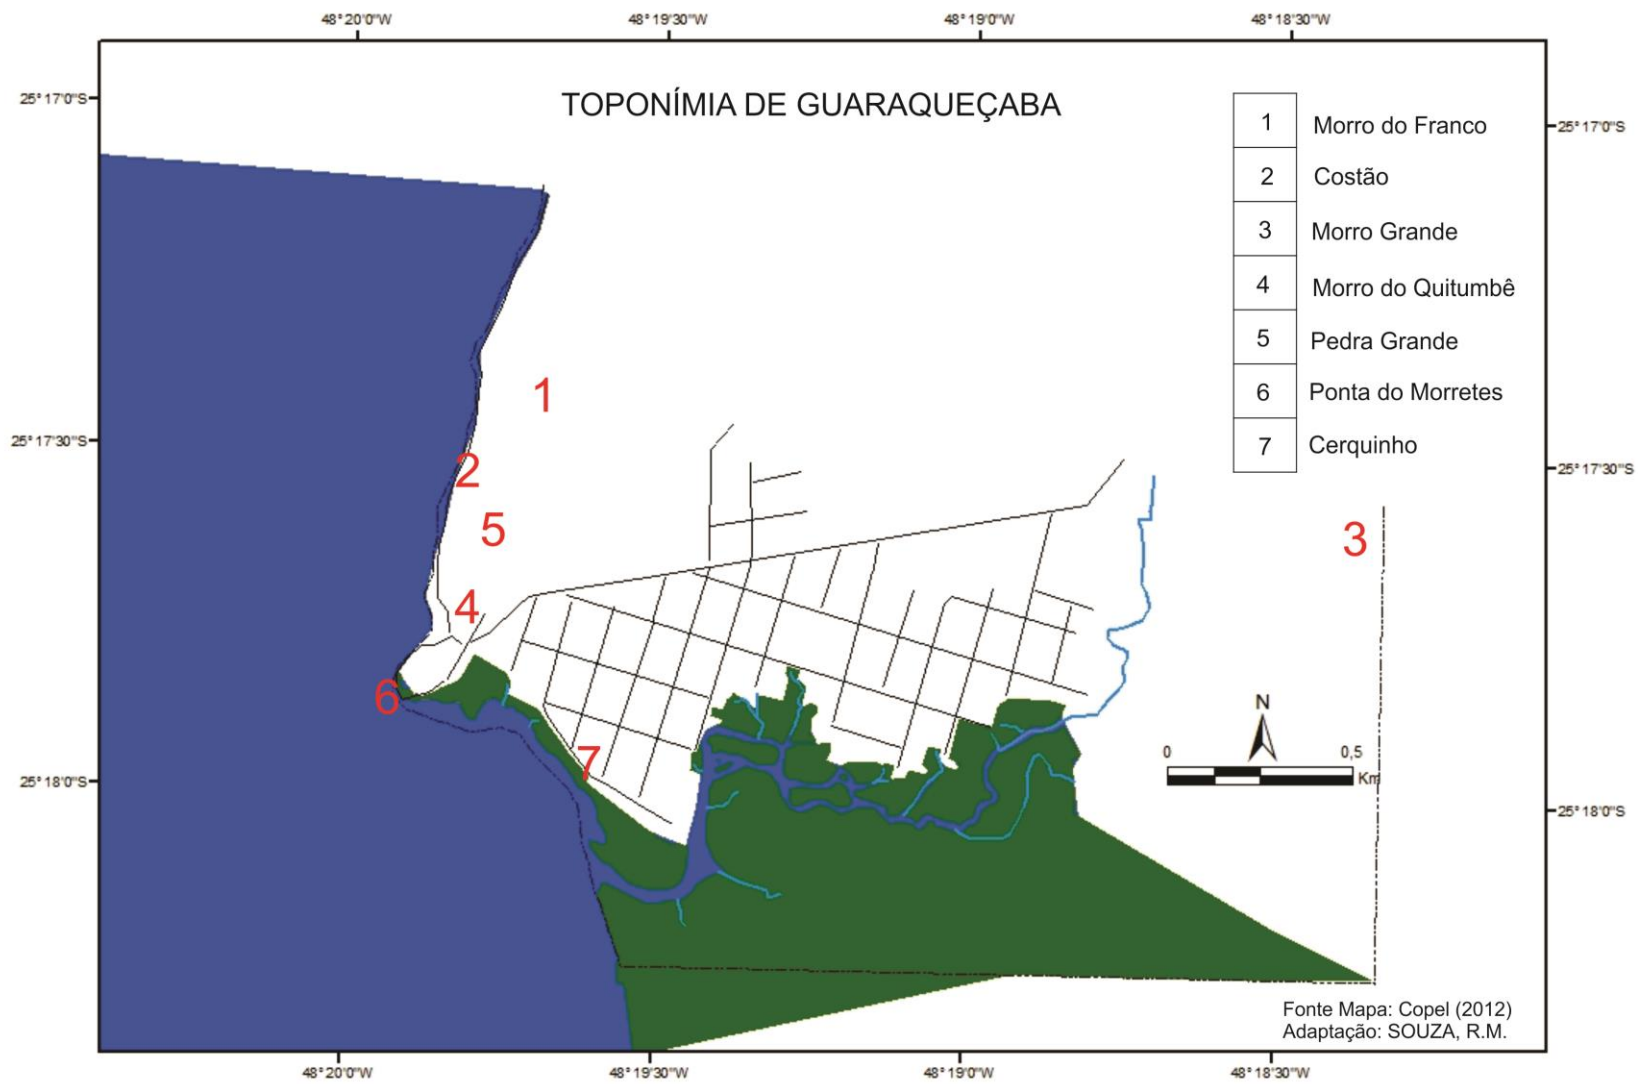 48°20'0"W 48°19'30"W 48°19'0"W 48°18'30"W
TOPONÍMIA DE GUARAQUEÇABA
25°17'0"S
25°17'30"S
25°18'0"S
1 Morro do Franco
2 Costão
3 Morro Grande
4 Morro do Quitumbê
5 Pedra Grande
6 Ponta do Morretes
7 Cerquinho
25°17'0"S
25°17'30"S
25°18'0"S
1
2
5
3
4
6
7
N
0 0,5
Km
Fonte Mapa: Copel (2012)
Adaptação: SOUZA, R.M.
48°20'0"W 48°19'30"W 48°19'0"W 48°18'30"W